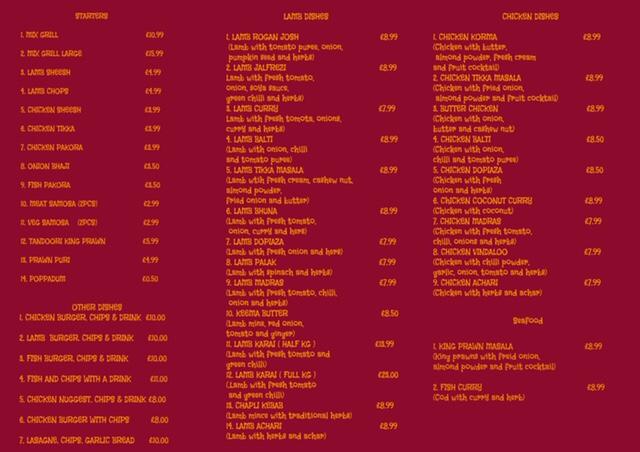 STARTERS
1. MIX GRILL £10.99
2. MIX GRILL LARGE £15.99
3. LAMB SHEESH £4.99
4. LAMB CHOPS £4.99
5. CHICKEN SHEESH £3.99
6. CHICKEN TIKKA £3.99
7. CHICKEN PAKORA £3.99
8. ONION BHAJI £3.50
9. FISH PAKORA £3.50
10. MEAT SAMOSA (2PCS) £2.99
11. VEG SAMOSA (2PCS) £2.99
12. TANDOORI KING PRAWN £5.99
13. PRAWN PURI £4.99
14. POPPADUM £0.50
OTHER DISHES
1. CHICKEN BURGER, CHIPS & DRINK £10.00
2. LAMB BURGER, CHIPS & DRINK £10.00
3. FISH BURGER, CHIPS & DRINK £10.00
4. FISH AND CHIPS WITH A DRINK £11.00
5. CHICKEN NUGGEST, CHIPS & DRINK £8.00
6. CHICKEN BURGER WITH CHIPS £8.00
7. LASAGNE, CHIPS, GARLIC BREAD £10.00
LAMB DISHES
1. LAMB ROGAN JOSH £8.99
(Lamb with tomato puree, onion,
pumpkin seed and herbs)
2. LAMB JALFREZI £8.99
Lamb with fresh tomato,
onion, soya sauce,
green chilli and herbs)
3. LAMB CURRY £7.99
Lamb with fresh tomota, onions,
curry and herbs)
4. LAMB BALTI £8.99
(Lamb with onion, chilli
and tomato puree)
5. LAMB TIKKA MASALA £8.99
(Lamb wtih fresh cream, cashew nut,
almond powder,
fried onion and butter)
6. LAMB BHUNA £8.99
(Lamb with fresh tomato,
onion, curry and hers)
7. LAMB DOPIAZA £7.99
(Lamb with fresh onion and hers)
8. LAMB PALAK £7.99
(Lamb with spinach and herbs)
9. LAMB MADRAS £7.99
(Lamb with fresh tomato, chilli,
onion and herbs)
10. KEEMA BUTTER £8.50
(Lamb mins, red onion,
tomato and ginger)
11. LAMB KARAI ( HALF KG ) £13.99
(Lamb with fresh tomato and
green chilli)
12. LAMB KARAI ( FULL KG ) £25.00
(Lamb with fresh tomato
and green chilli)
13. CHAPLI KEBAB £8.99
(Lamb mince with traditional herbs)
14. LAMB ACHARI £8.99
(Lamb with herbs and achar)
CHICKEN DISHES
1. CHICKEN KORMA £8.99
(Chicken with butter,
almond powder, fresh cream
and fruit cocktail)
2. CHICKEN TIKKA MASALA £8.99
(Chicken with fried onion,
almond powder and fruit cocktail)
3. BUTTER CHICKEN £8.99
(Chicken with onion,
butter and cashew nut)
4. CHICKEN BALTI £8.50
(Chicken with onion,
chilli and tomato puree)
5. CHICKEN DOPIAZA £8.50
(Chicken with fresh
onion and herbs)
6. CHICKEN COCONUT CURRY £8.99
(Chicken with coconut)
7. CHICKEN MADRAS £7.99
(Chicken with fresh tomato,
chilli, onions and herbs)
8. CHICKEN VINDALOO £7.99
(Chicken with chilli powder,
garlic, onion, tomato and herbs)
9. CHICKEN ACHARI £7.99
(Chicken with herbs and achar)
Seafood
1. KING PRAWN MASALA £8.99
(King prawns with freid onion,
almond powder and fruit cocktail)
2. FISH CURRY £8.99
(Cod with curry and herb)